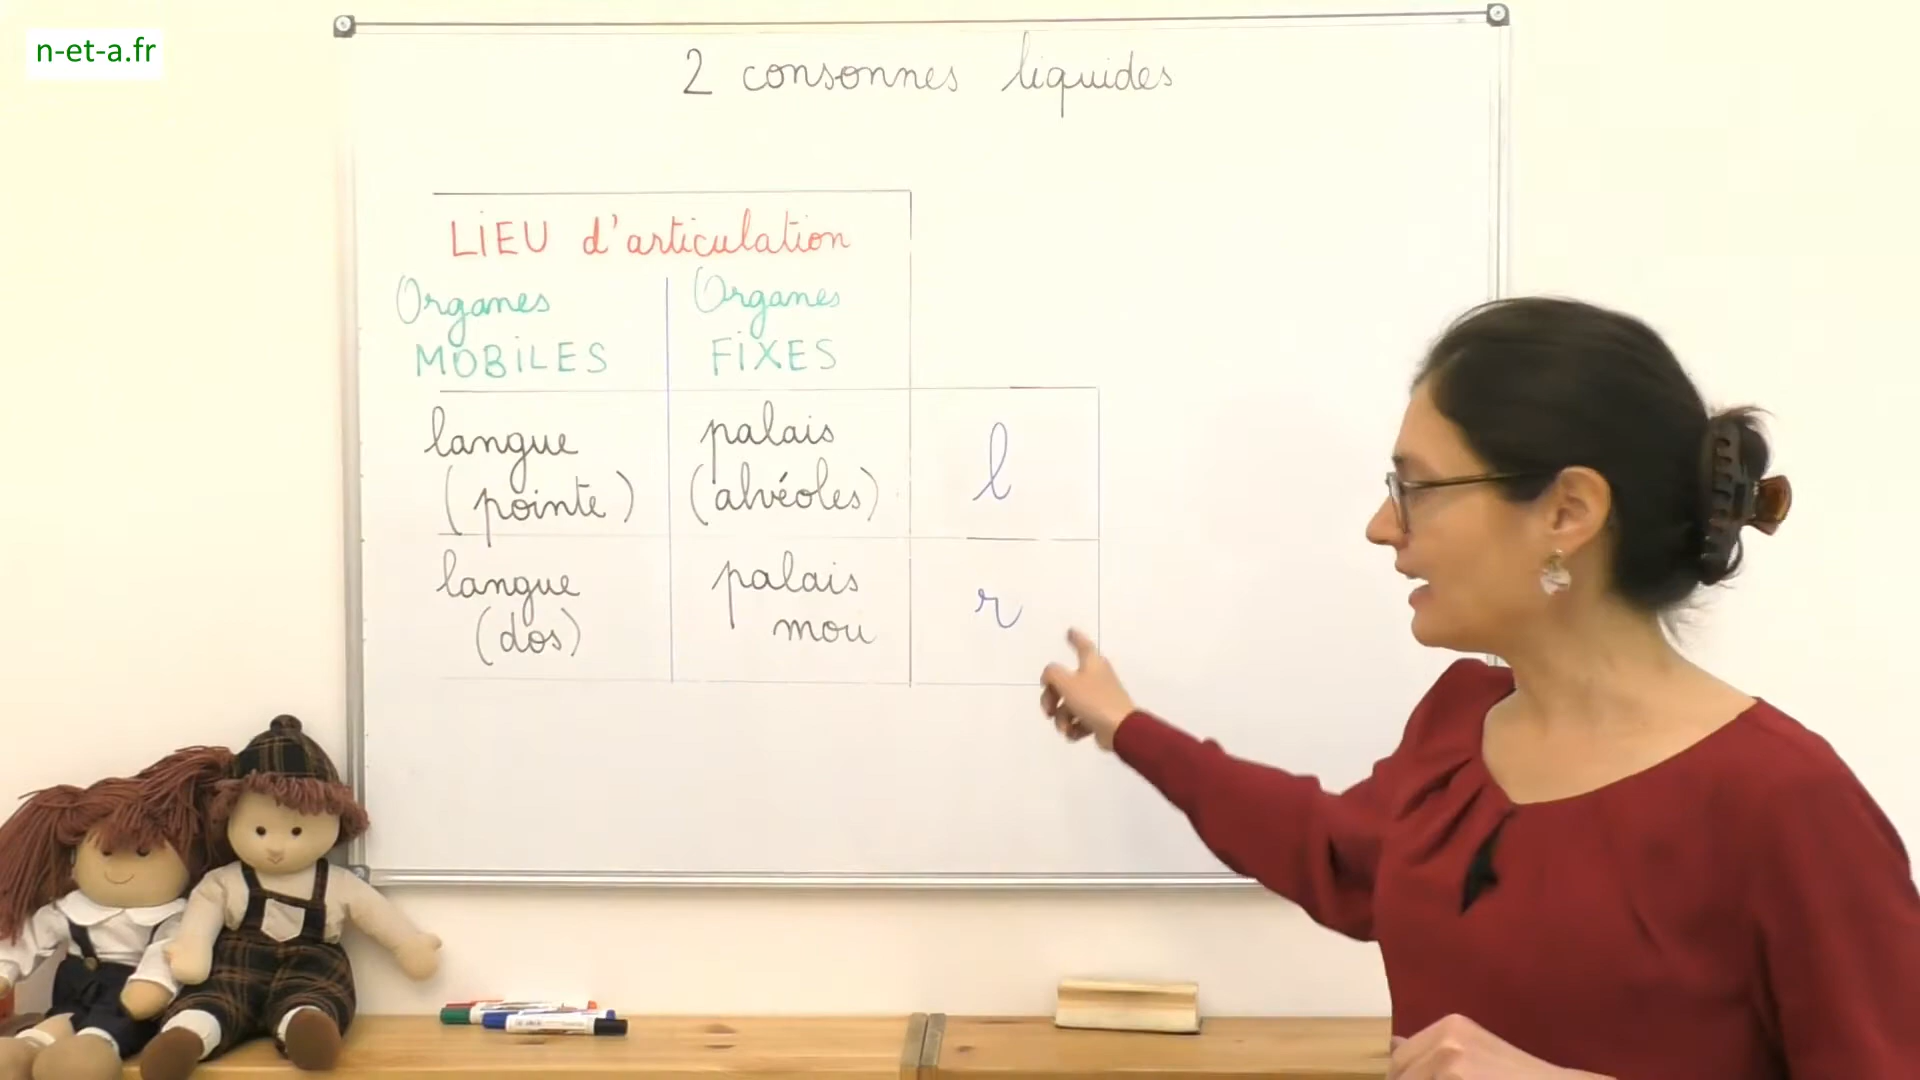 n-et-a.fr
2 consonnes liquides
LIEU d'articulation
Organes
MOBILES
Organes
FIXES
langue
(pointe)
palais
(alvéoles)
l
langue
(dos)
palais
mou
r